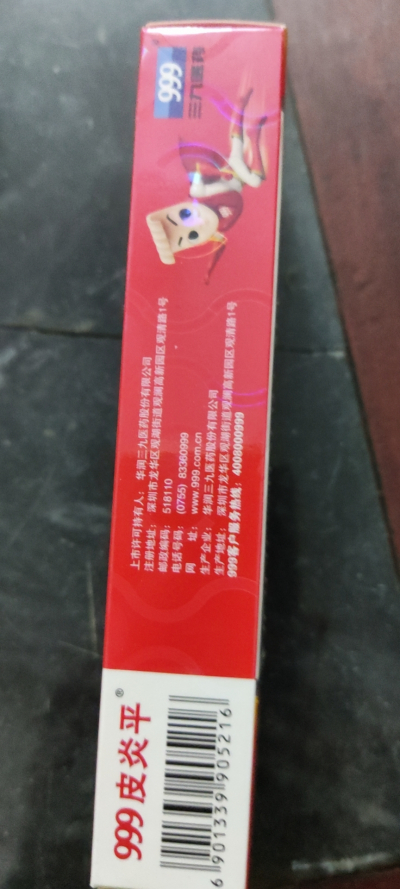 999
三九医药
上市许可持有人：华润三九医药股份有限公司
注册地址：深圳市龙华区观湖街道观澜高新园区观清路1号
邮政编码：518110
电话号码：(0755) 83360999
网 址：www.999.com.cn
生产企业：华润三九医药股份有限公司
生产地址：深圳市龙华区观湖街道观澜高新园区观清路1号
999客户服务热线：4008000999
999皮炎平®
6 901339 905216